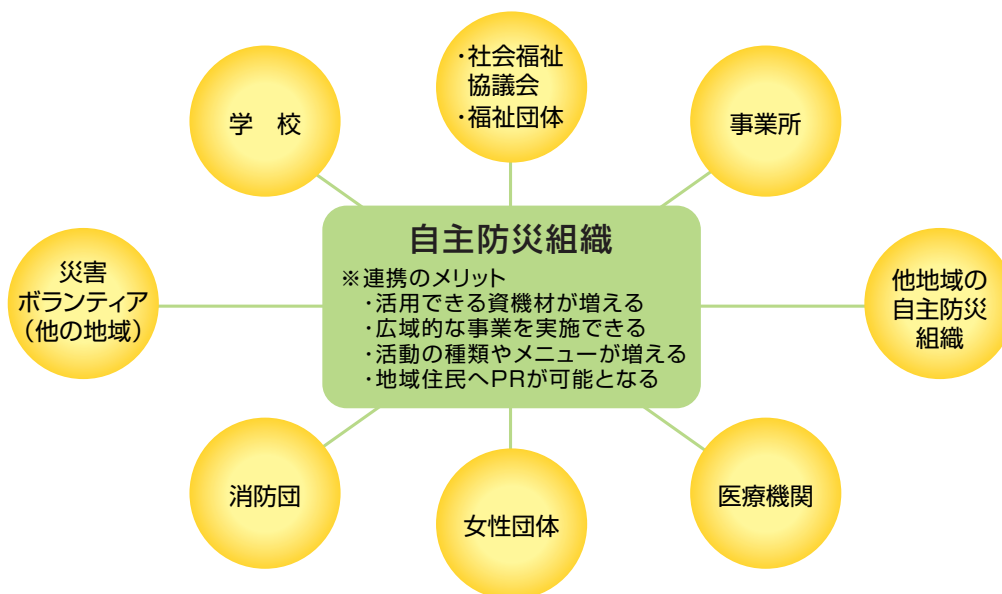 ・社会福祉
協議会
・福祉団体
学　校
事業所
自主防災組織
※連携のメリット
・活用できる資機材が増える
・広域的な事業を実施できる
・活動の種類やメニューが増える
・地域住民へPRが可能となる
災害
ボランティア
（他の地域）
他地域の
自主防災
組織
消防団
女性団体
医療機関